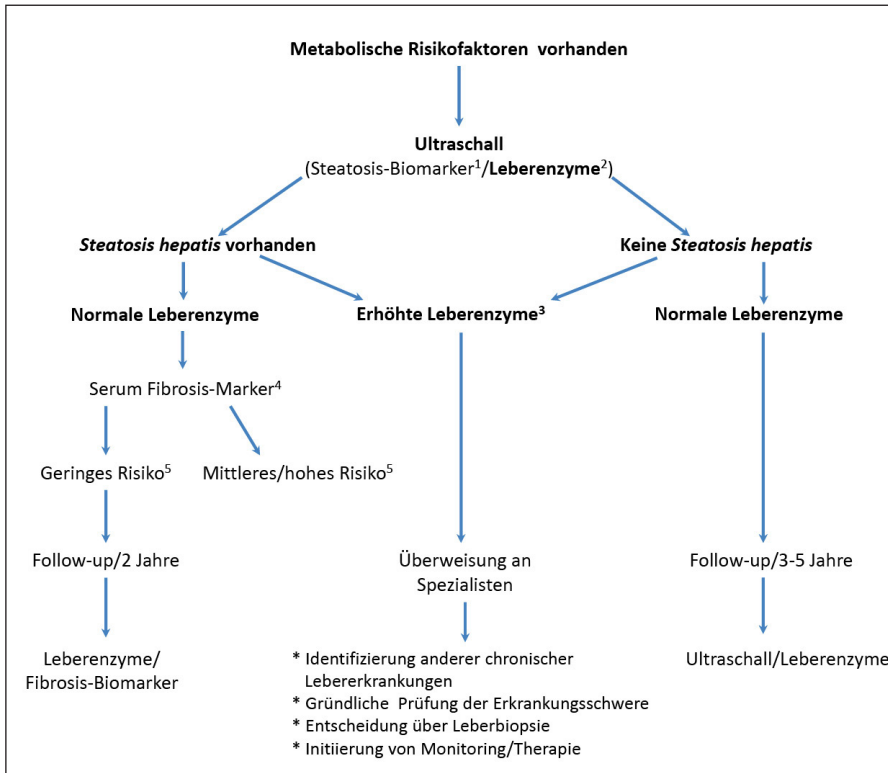 Metabolische Risikofaktoren vorhanden
Ultraschall
(Steatosis-Biomarker¹/Leberenzyme²)
Steatosis hepatis vorhanden
Keine Steatosis hepatis
Normale Leberenzyme
Erhöhte Leberenzyme³
Normale Leberenzyme
Serum Fibrosis-Marker⁴
Geringes Risiko⁵
Mittleres/hohes Risiko⁵
Follow-up/2 Jahre
Überweisung an
Spezialisten
Follow-up/3-5 Jahre
Leberenzyme/
Fibrosis-Biomarker
* Identifizierung anderer chronischer
Lebererkrankungen
* Gründliche Prüfung der Erkrankungsschwere
* Entscheidung über Leberbiopsie
* Initiierung von Monitoring/Therapie
Ultraschall/Leberenzyme